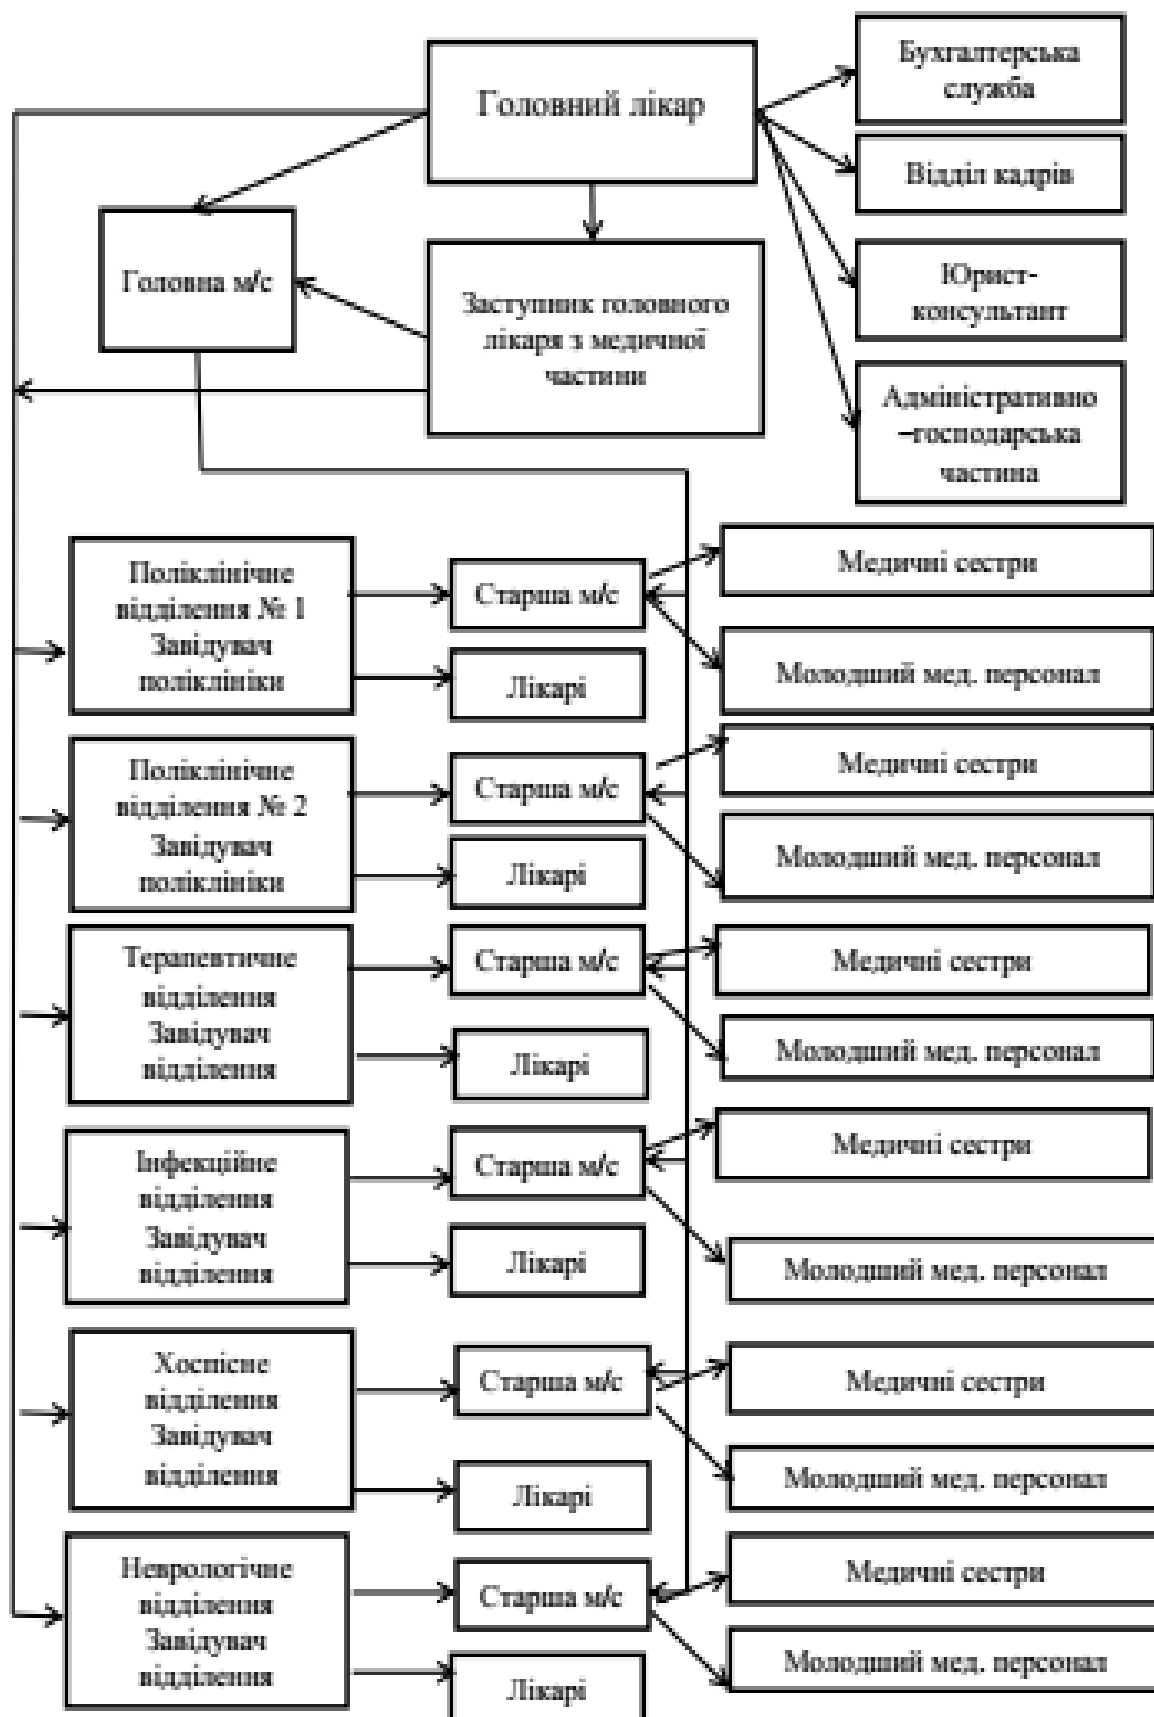 Головний лікар
Бухгалтерська
служба
Відділ кадрів
Юрист-
консультант
Адміністративно
–господарська
частина
Головна м/с
Заступник головного
лікаря з медичної
частини
Поліклінічне
відділення № 1
Завідувач
поліклініки
Старша м/с
Лікарі
Медичні сестри
Молодший мед. персонал
Поліклінічне
відділення № 2
Завідувач
поліклініки
Старша м/с
Лікарі
Медичні сестри
Молодший мед. персонал
Терапевтичне
відділення
Завідувач
відділення
Старша м/с
Лікарі
Медичні сестри
Молодший мед. персонал
Інфекційне
відділення
Завідувач
відділення
Старша м/с
Лікарі
Медичні сестри
Молодший мед. персонал
Хоспісне
відділення
Завідувач
відділення
Старша м/с
Лікарі
Медичні сестри
Молодший мед. персонал
Неврологічне
відділення
Завідувач
відділення
Старша м/с
Лікарі
Медичні сестри
Молодший мед. персонал